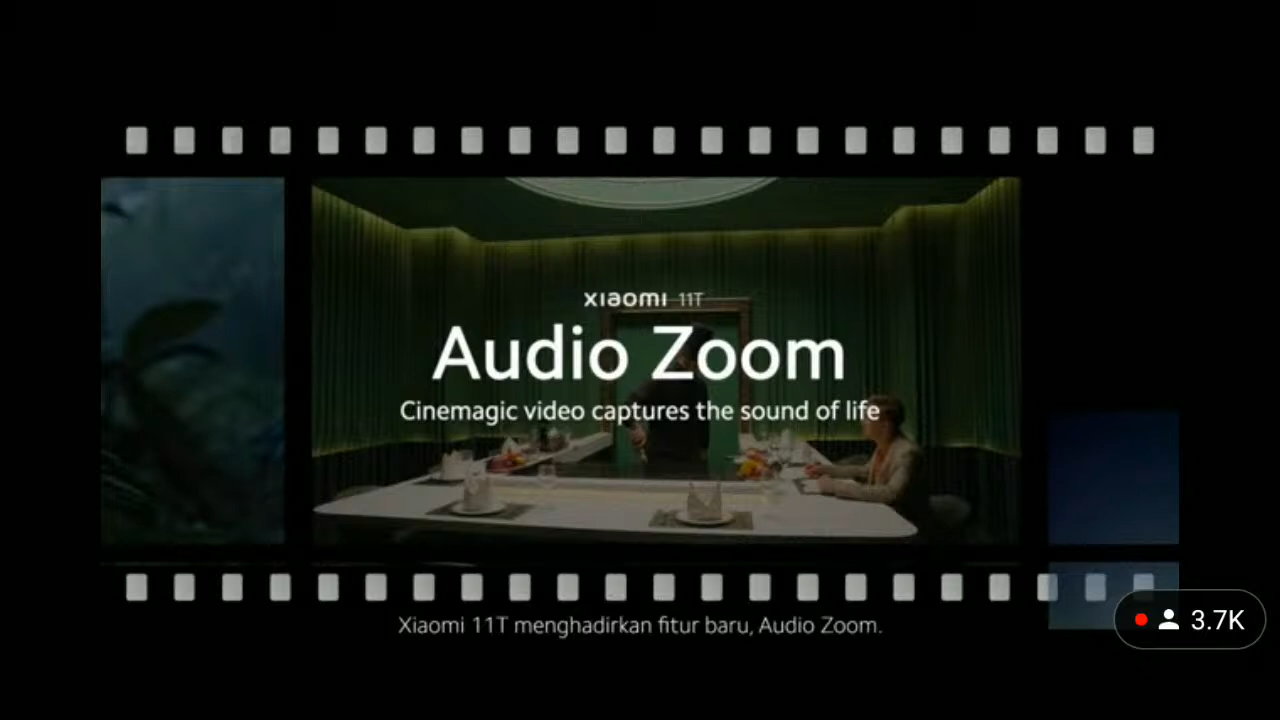 xiaomi 11T
Audio Zoom
Cinemagic video captures the sound of life
Xiaomi 11T menghadirkan fitur baru, Audio Zoom.
3.7K